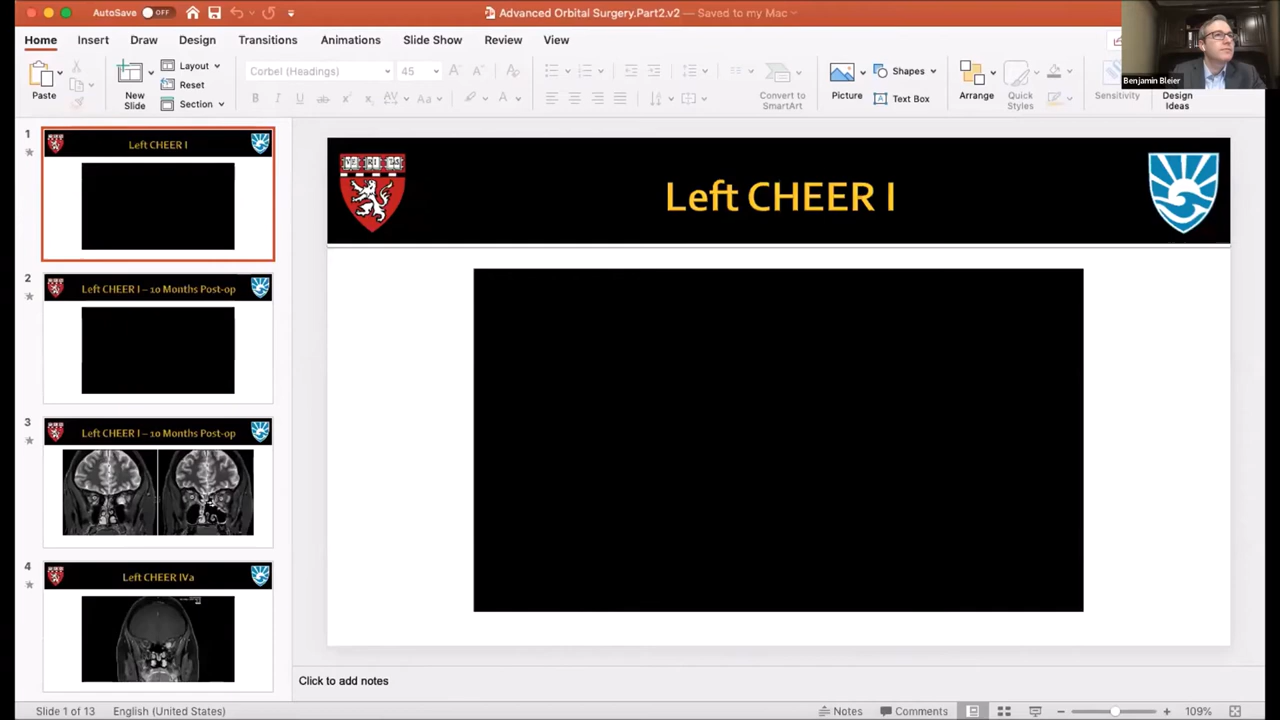 AutoSave OFF
Advanced Orbital Surgery.Part2.v2 — Saved to my Mac
Home Insert Draw Design Transitions Animations Slide Show Review View
Benjamin Bleier
Paste
New Slide
Layout
Reset
Section
Corbel (Headings) 45
Convert to SmartArt
Picture
Shapes
Text Box
Arrange
Quick Styles
Sensitivity
Design Ideas
1
Left CHEER I
2
Left CHEER I – 10 Months Post-op
3
Left CHEER I – 10 Months Post-op
4
Left CHEER IVa
Left CHEER I
VE RI TAS
Click to add notes
Slide 1 of 13 English (United States) Notes Comments 109%